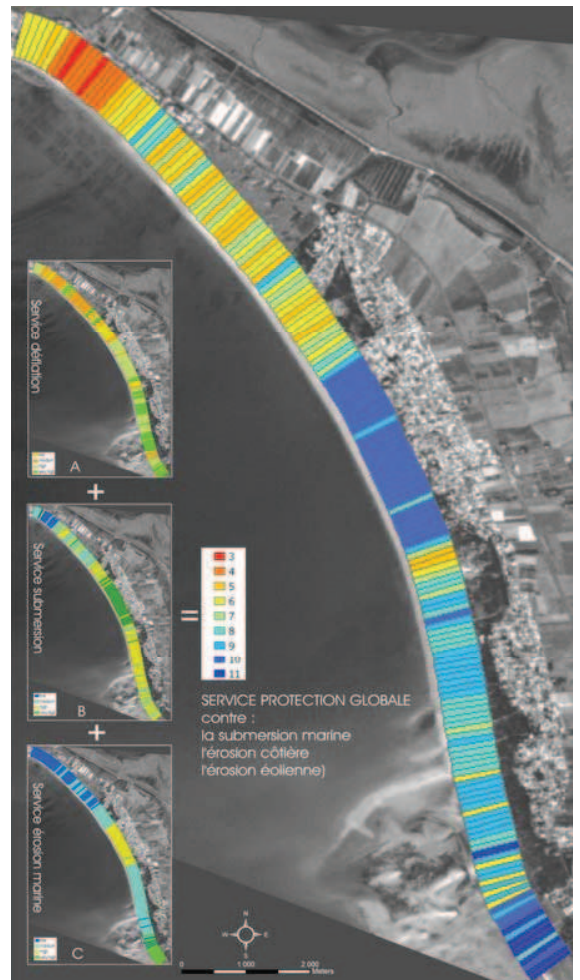 Service déflation
A
+
Service submersion
B
+
Service érosion marine
C
=
3
4
5
6
7
8
9
10
11
SERVICE PROTECTION GLOBALE
contre :
la submersion marine
l'érosion côtière
l'érosion éolienne)
N
W
E
S
0
1 000
2 000
Meters